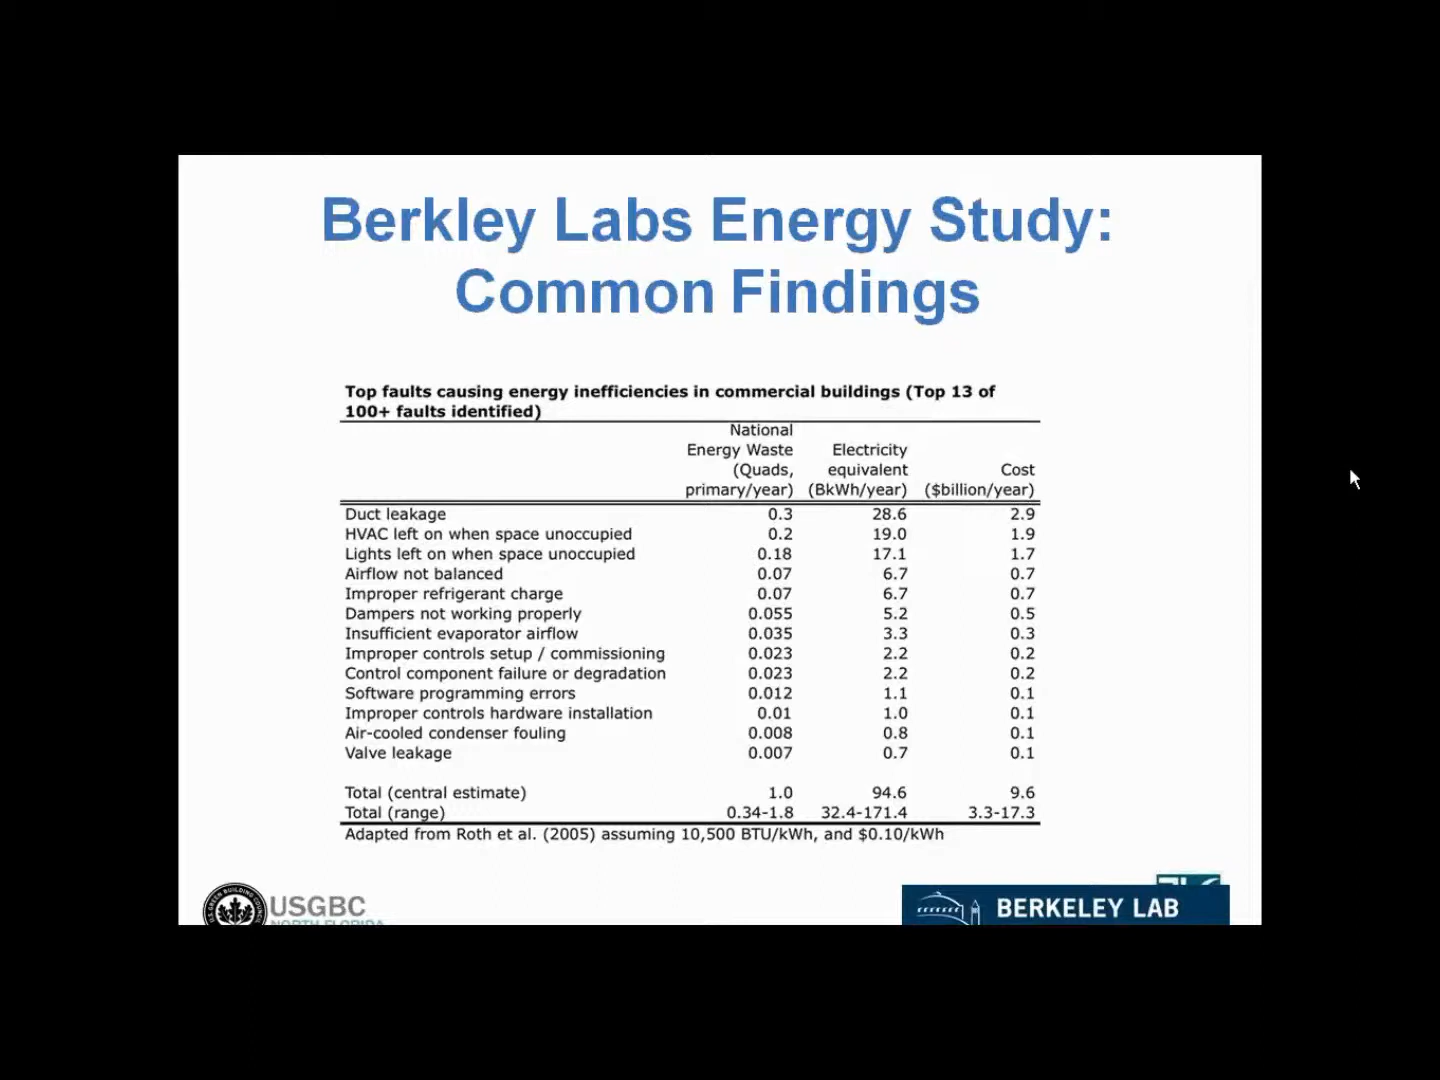 Berkley Labs Energy Study:
Common Findings
Top faults causing energy inefficiencies in commercial buildings (Top 13 of
100+ faults identified)
National
Energy Waste Electricity
(Quads, equivalent Cost
primary/year) (BkWh/year) ($billion/year)
Duct leakage 0.3 28.6 2.9
HVAC left on when space unoccupied 0.2 19.0 1.9
Lights left on when space unoccupied 0.18 17.1 1.7
Airflow not balanced 0.07 6.7 0.7
Improper refrigerant charge 0.07 6.7 0.7
Dampers not working properly 0.055 5.2 0.5
Insufficient evaporator airflow 0.035 3.3 0.3
Improper controls setup / commissioning 0.023 2.2 0.2
Control component failure or degradation 0.023 2.2 0.2
Software programming errors 0.012 1.1 0.1
Improper controls hardware installation 0.01 1.0 0.1
Air-cooled condenser fouling 0.008 0.8 0.1
Valve leakage 0.007 0.7 0.1
Total (central estimate) 1.0 94.6 9.6
Total (range) 0.34-1.8 32.4-171.4 3.3-17.3
Adapted from Roth et al. (2005) assuming 10,500 BTU/kWh, and $0.10/kWh
USGBC
NORTH FLORIDA
BERKELEY LAB